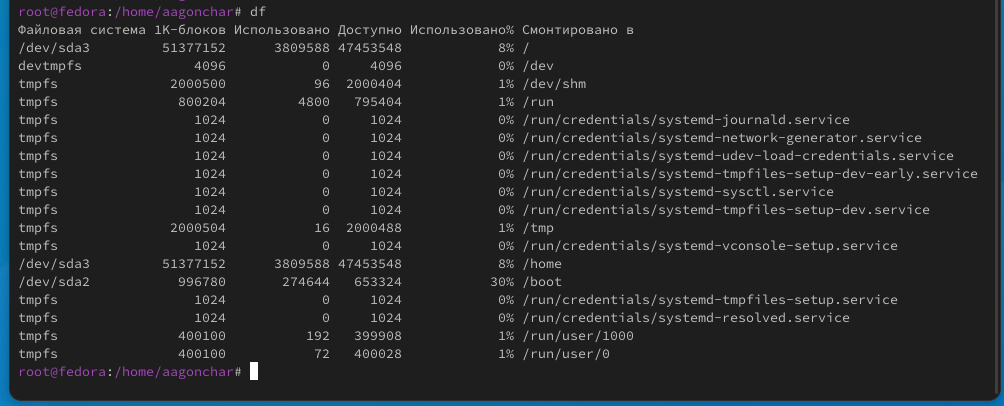 root@fedora:/home/aagonchar# df
Файловая система 1K-блоков Использовано Доступно Использовано% Смонтировано в
/dev/sda3         51377152      3809588 47453548            8% /
devtmpfs              4096            0     4096            0% /dev
tmpfs              2000500           96  2000404            1% /dev/shm
tmpfs               800204         4800   795404            1% /run
tmpfs                 1024            0     1024            0% /run/credentials/systemd-journald.service
tmpfs                 1024            0     1024            0% /run/credentials/systemd-network-generator.service
tmpfs                 1024            0     1024            0% /run/credentials/systemd-udev-load-credentials.service
tmpfs                 1024            0     1024            0% /run/credentials/systemd-tmpfiles-setup-dev-early.service
tmpfs                 1024            0     1024            0% /run/credentials/systemd-sysctl.service
tmpfs                 1024            0     1024            0% /run/credentials/systemd-tmpfiles-setup-dev.service
tmpfs              2000504           16  2000488            1% /tmp
tmpfs                 1024            0     1024            0% /run/credentials/systemd-vconsole-setup.service
/dev/sda3         51377152      3809588 47453548            8% /home
/dev/sda2           996780       274644   653324           30% /boot
tmpfs                 1024            0     1024            0% /run/credentials/systemd-tmpfiles-setup.service
tmpfs                 1024            0     1024            0% /run/credentials/systemd-resolved.service
tmpfs               400100          192   399908            1% /run/user/1000
tmpfs               400100           72   400028            1% /run/user/0
root@fedora:/home/aagonchar#